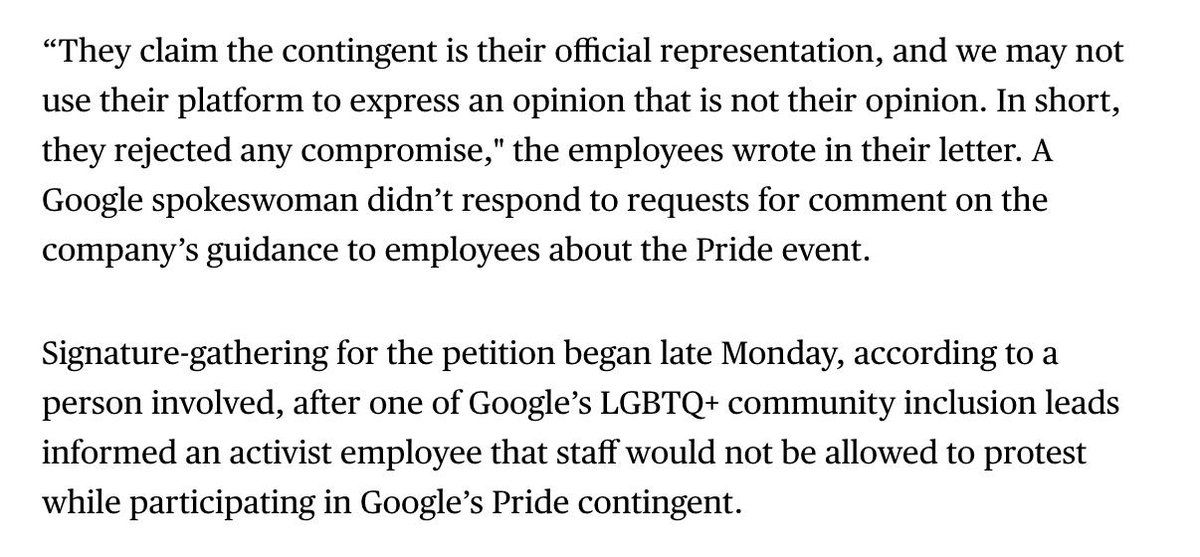 “They claim the contingent is their official representation, and we may not
use their platform to express an opinion that is not their opinion. In short,
they rejected any compromise," the employees wrote in their letter. A
Google spokeswoman didn’t respond to requests for comment on the
company’s guidance to employees about the Pride event.
Signature-gathering for the petition began late Monday, according to a
person involved, after one of Google’s LGBTQ+ community inclusion leads
informed an activist employee that staff would not be allowed to protest
while participating in Google’s Pride contingent.